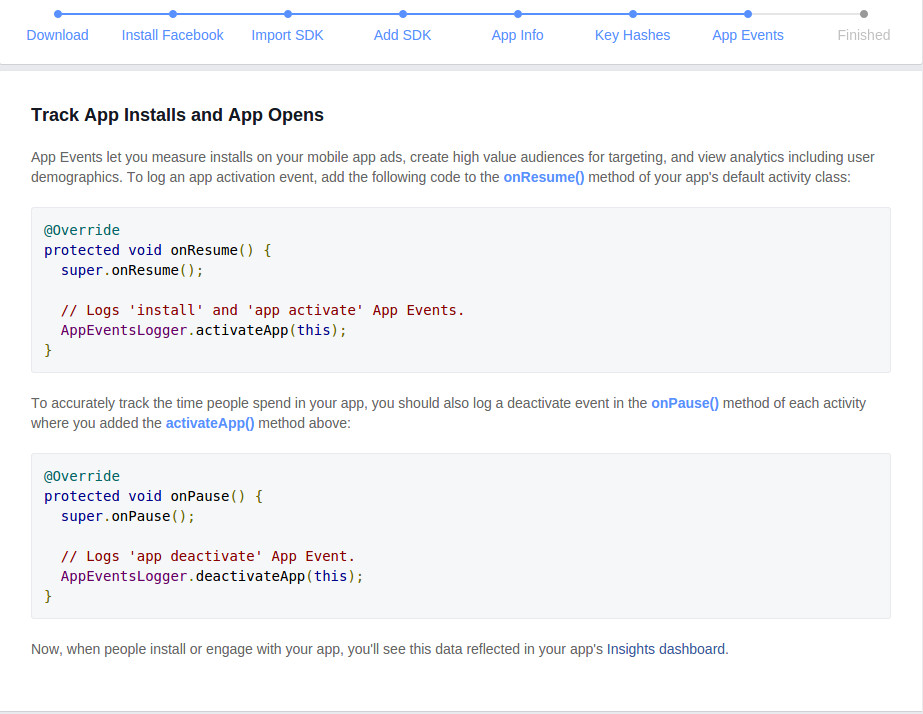 Download Install Facebook Import SDK Add SDK App Info Key Hashes App Events Finished
Track App Installs and App Opens
App Events let you measure installs on your mobile app ads, create high value audiences for targeting, and view analytics including user
demographics. To log an app activation event, add the following code to the onResume() method of your app's default activity class:
@Override
protected void onResume() {
  super.onResume();
  // Logs 'install' and 'app activate' App Events.
  AppEventsLogger.activateApp(this);
}
To accurately track the time people spend in your app, you should also log a deactivate event in the onPause() method of each activity
where you added the activateApp() method above:
@Override
protected void onPause() {
  super.onPause();
  // Logs 'app deactivate' App Event.
  AppEventsLogger.deactivateApp(this);
}
Now, when people install or engage with your app, you'll see this data reflected in your app's Insights dashboard.